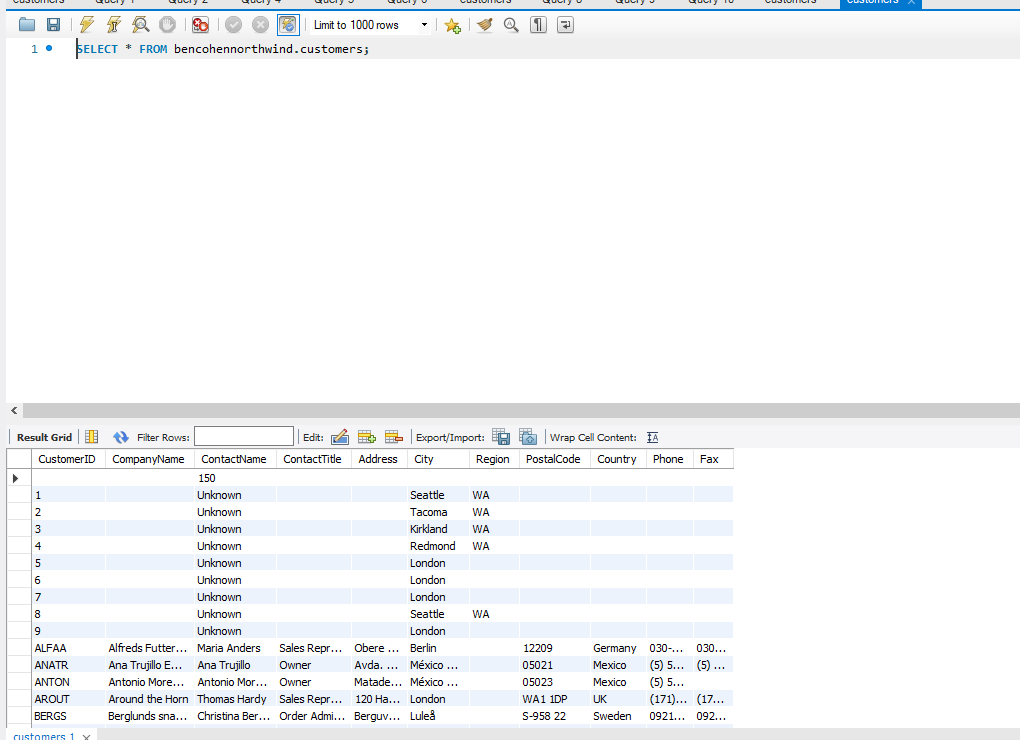 customers Query 1 Query 2 Query 4 Query 5 Query 6 customers Query 8 Query 9 Query 10 customers customers
Limit to 1000 rows
1 SELECT * FROM bencohennorthwind.customers;
Result Grid Filter Rows: Edit: Export/Import: Wrap Cell Content: IA
CustomerID CompanyName ContactName ContactTitle Address City Region PostalCode Country Phone Fax
150
1 Unknown Seattle WA
2 Unknown Tacoma WA
3 Unknown Kirkland WA
4 Unknown Redmond WA
5 Unknown London
6 Unknown London
7 Unknown London
8 Unknown Seattle WA
9 Unknown London
ALFAA Alfreds Futter... Maria Anders Sales Repr... Obere ... Berlin 12209 Germany 030-... 030...
ANATR Ana Trujillo E... Ana Trujillo Owner Avda. ... México ... 05021 Mexico (5) 5... (5) ...
ANTON Antonio More... Antonio Mor... Owner Matade... México ... 05023 Mexico (5) 5...
AROUT Around the Horn Thomas Hardy Sales Repr... 120 Ha... London WA1 1DP UK (171)... (17...
BERGS Berglunds sna... Christina Ber... Order Admi... Berguv... Luleå S-958 22 Sweden 0921... 092...
customers 1